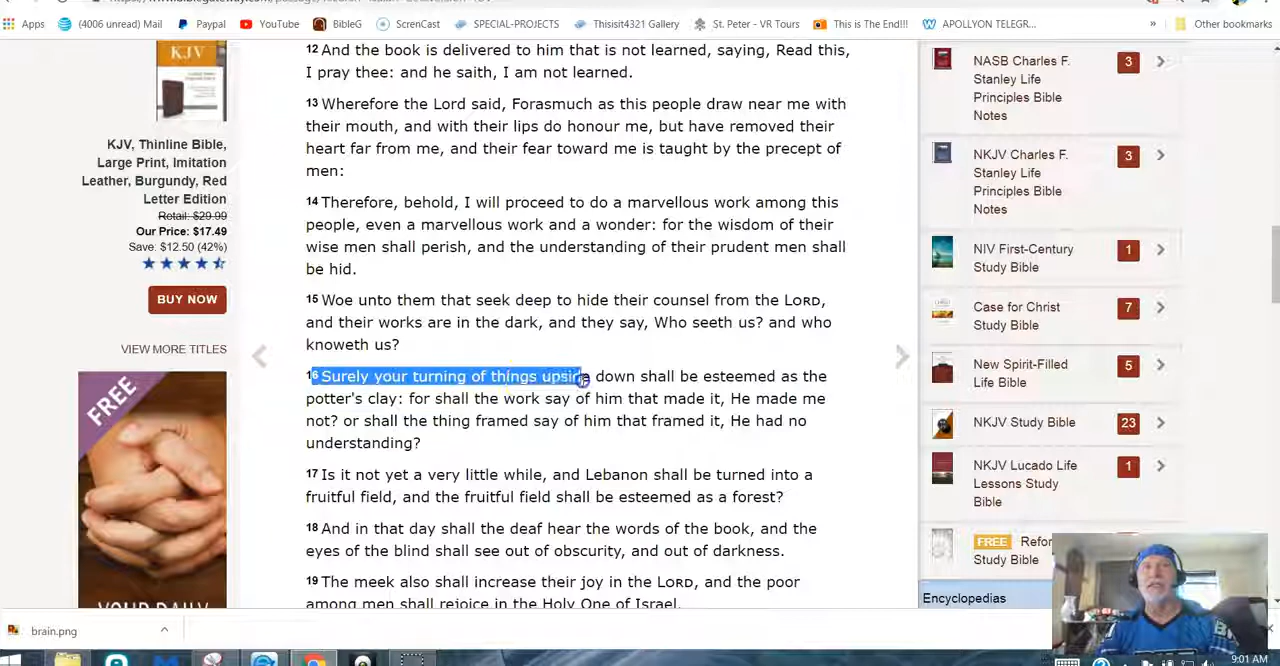 Apps (4006 unread) Mail Paypal YouTube BibleG ScrenCast SPECIAL-PROJECTS Thisisit4321 Gallery St. Peter - VR Tours This is The End!!! APOLLYON TELEGR... » Other bookmarks
KJV
KJV, Thinline Bible,
Large Print, Imitation
Leather, Burgundy, Red
Letter Edition
Retail: $29.99
Our Price: $17.49
Save: $12.50 (42%)
BUY NOW
VIEW MORE TITLES
FREE
YOUR DAILY
12 And the book is delivered to him that is not learned, saying, Read this,
I pray thee: and he saith, I am not learned.
13 Wherefore the Lord said, Forasmuch as this people draw near me with
their mouth, and with their lips do honour me, but have removed their
heart far from me, and their fear toward me is taught by the precept of
men:
14 Therefore, behold, I will proceed to do a marvellous work among this
people, even a marvellous work and a wonder: for the wisdom of their
wise men shall perish, and the understanding of their prudent men shall
be hid.
15 Woe unto them that seek deep to hide their counsel from the LORD,
and their works are in the dark, and they say, Who seeth us? and who
knoweth us?
16 Surely your turning of things upside down shall be esteemed as the
potter's clay: for shall the work say of him that made it, He made me
not? or shall the thing framed say of him that framed it, He had no
understanding?
17 Is it not yet a very little while, and Lebanon shall be turned into a
fruitful field, and the fruitful field shall be esteemed as a forest?
18 And in that day shall the deaf hear the words of the book, and the
eyes of the blind shall see out of obscurity, and out of darkness.
19 The meek also shall increase their joy in the LORD, and the poor
among men shall rejoice in the Holy One of Israel.
NASB Charles F. 3
Stanley Life
Principles Bible
Notes
NKJV Charles F. 3
Stanley Life
Principles Bible
Notes
NIV First-Century 1
Study Bible
Case for Christ 7
Study Bible
New Spirit-Filled 5
Life Bible
NKJV Study Bible 23
NKJV Lucado Life 1
Lessons Study
Bible
FREE
Study Bible
Encyclopedias
brain.png
9:01 AM